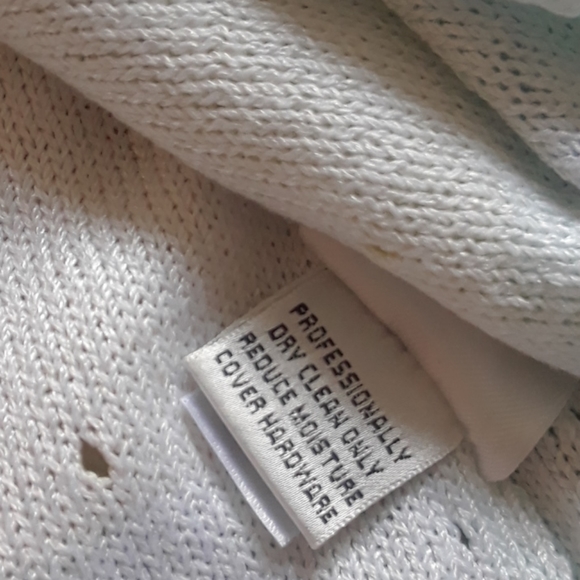 PROFESSIONALLY
DRY CLEAN ONLY
REDUCE MOISTURE
COVER HARDWARE